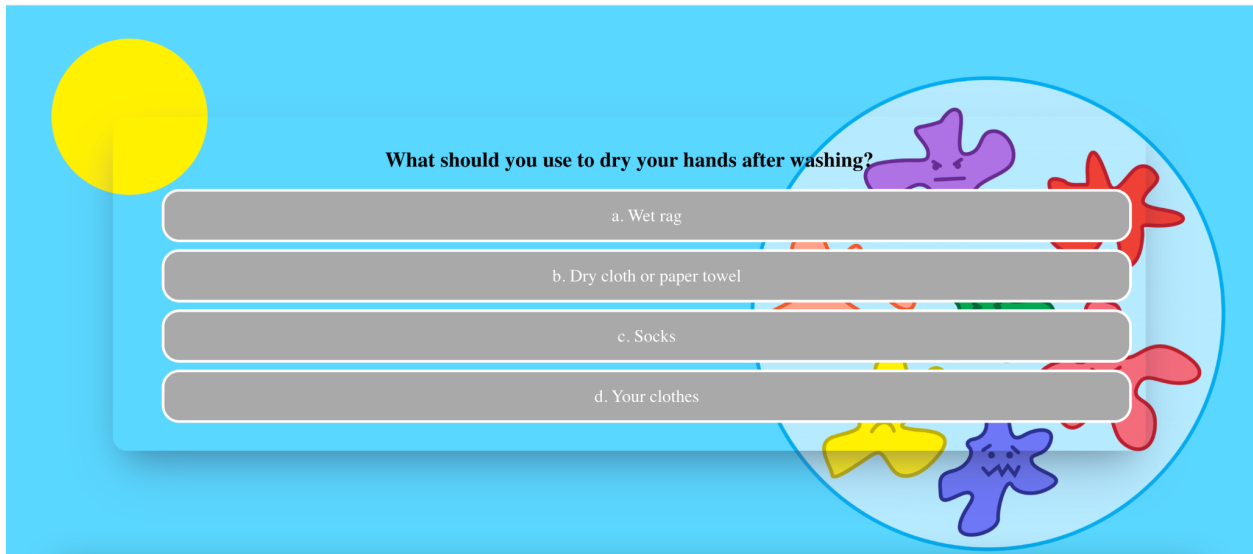 What should you use to dry your hands after washing?
a. Wet rag
b. Dry cloth or paper towel
c. Socks
d. Your clothes